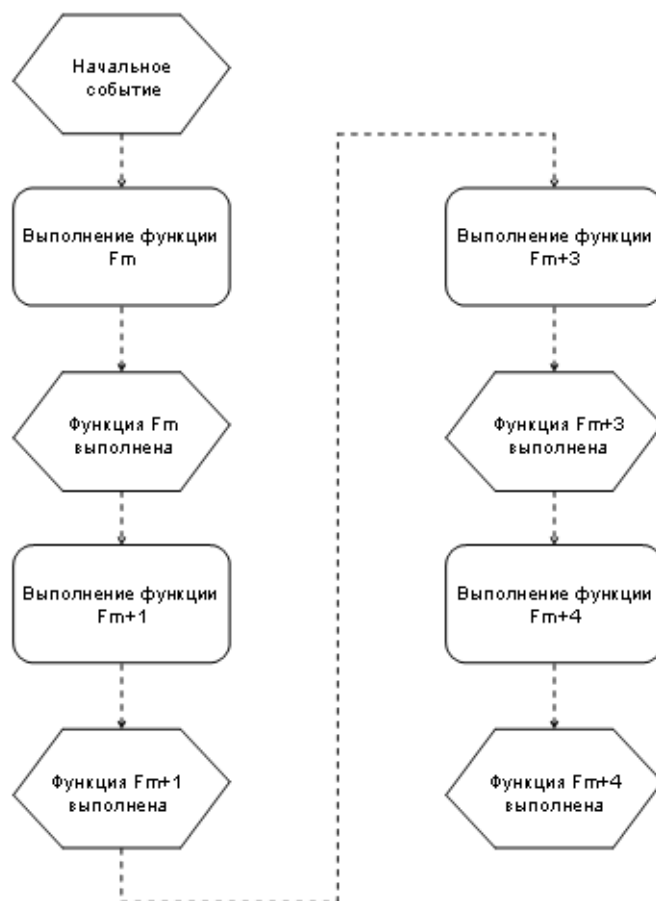 Начальное
событие
Выполнение функции
Fm
Функция Fm
выполнена
Выполнение функции
Fm+1
Функция Fm+1
выполнена
Выполнение функции
Fm+3
Функция Fm+3
выполнена
Выполнение функции
Fm+4
Функция Fm+4
выполнена